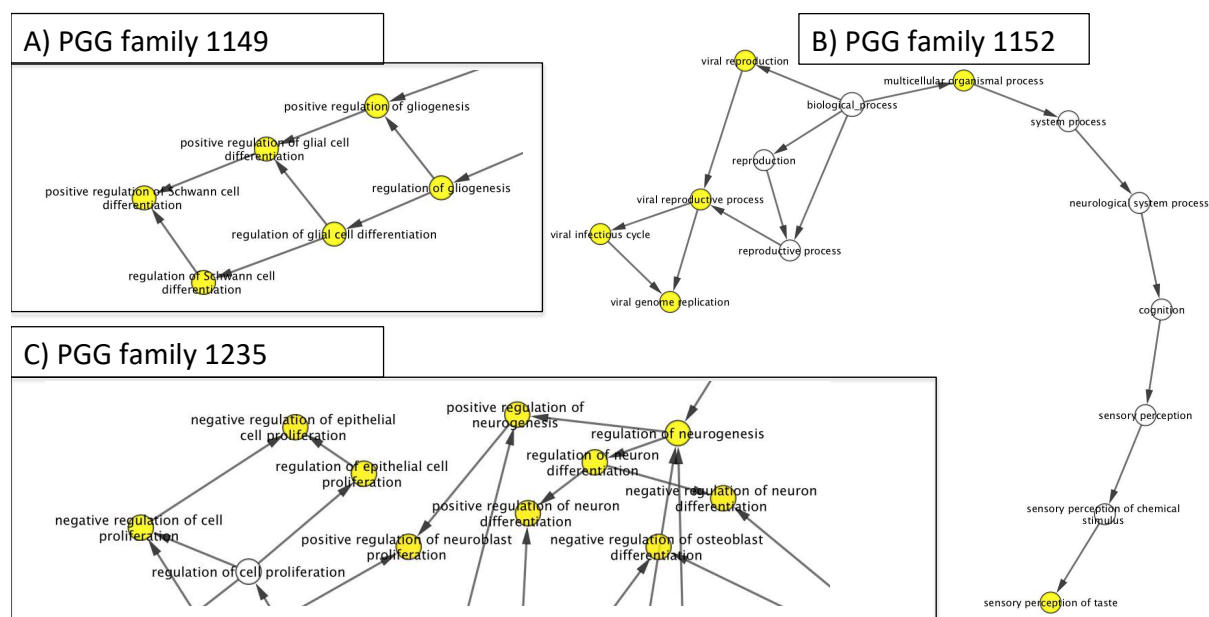 A) PGG family 1149
positive regulation of gliogenesis
positive regulation of glial cell
differentiation
positive regulation of Schwann cell
differentiation
regulation of gliogenesis
regulation of glial cell differentiation
regulation of Schwann cell
differentiation
B) PGG family 1152
viral reproduction
multicellular organismal process
biological_process
system process
reproduction
viral reproductive process
neurological system process
viral infectious cycle
reproductive process
viral genome replication
cognition
sensory perception
sensory perception of chemical
stimulus
sensory perception of taste
C) PGG family 1235
negative regulation of epithelial
cell proliferation
positive regulation of
neurogenesis
regulation of neurogenesis
regulation of epithelial cell
proliferation
regulation of neuron
differentiation
negative regulation of cell
proliferation
positive regulation of neuron
differentiation
negative regulation of neuron
differentiation
positive regulation of neuroblast
proliferation
negative regulation of osteoblast
differentiation
regulation of cell proliferation